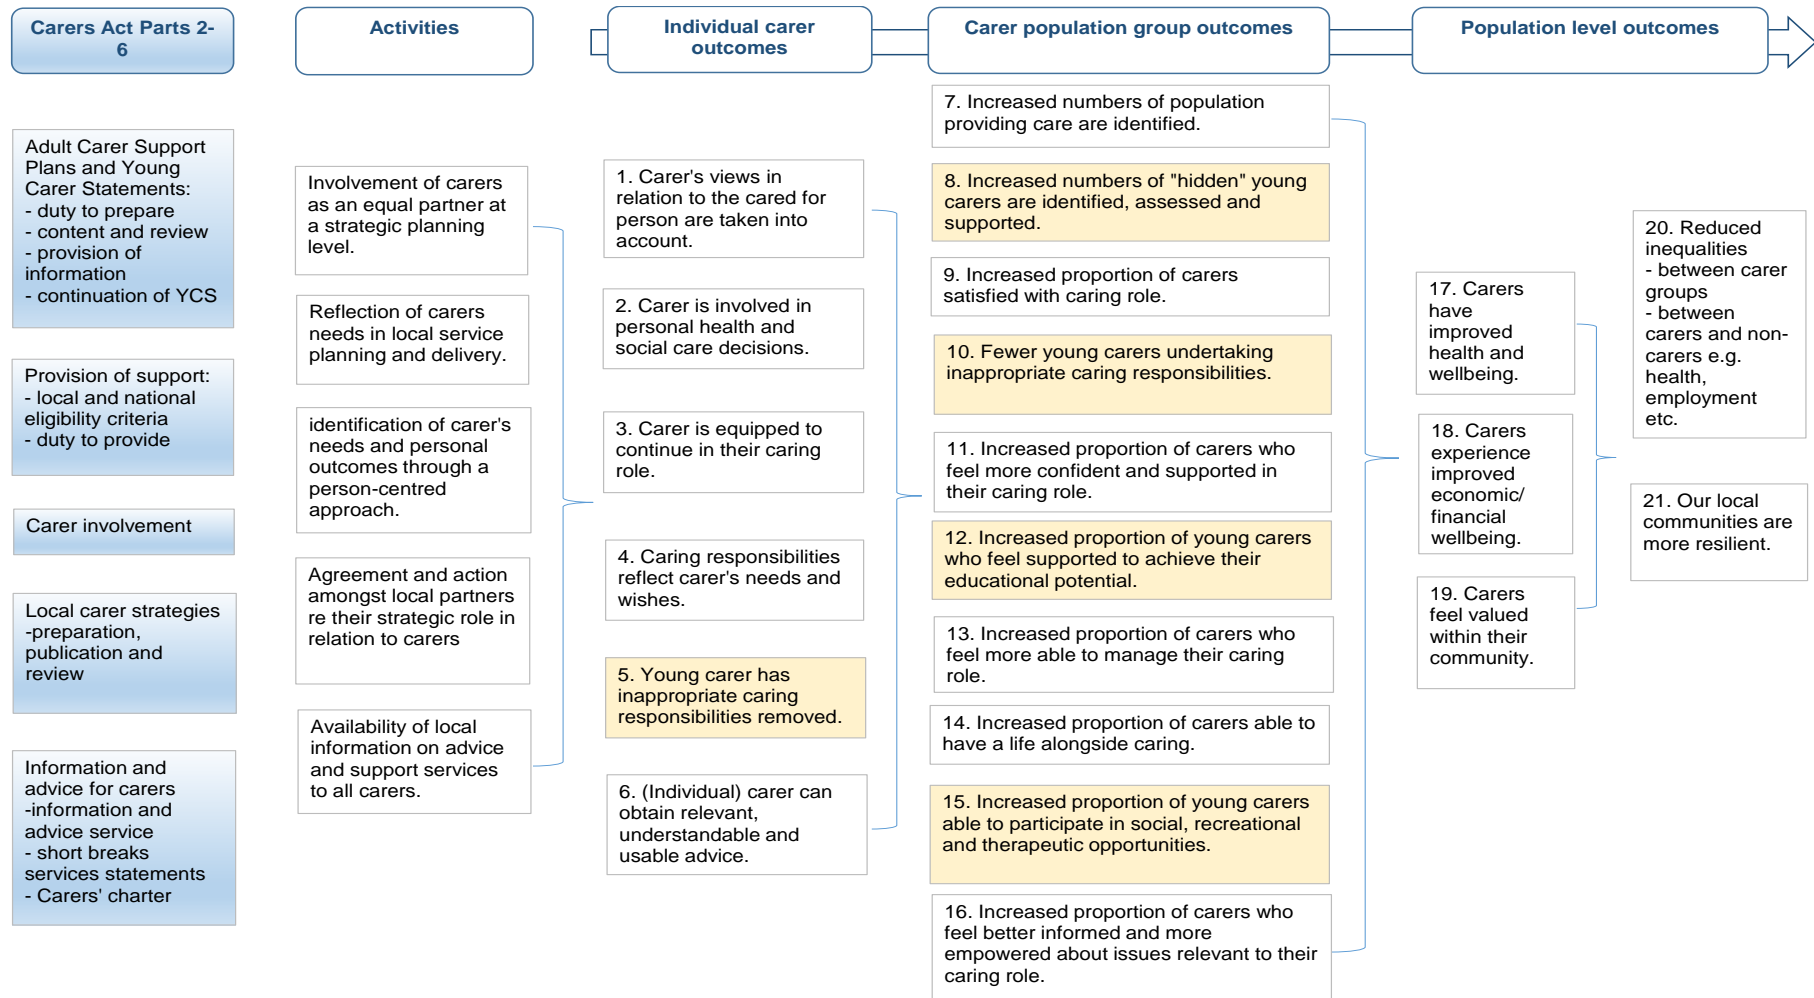 Carers Act Parts 2-
6
Activities
Individual carer
outcomes
Carer population group outcomes
Population level outcomes
Adult Carer Support
Plans and Young
Carer Statements:
- duty to prepare
- content and review
- provision of
information
- continuation of YCS
Provision of support:
- local and national
eligibility criteria
- duty to provide
Carer involvement
Local carer strategies
-preparation,
publication and
review
Information and
advice for carers
-information and
advice service
- short breaks
services statements
- Carers' charter
Involvement of carers
as an equal partner at
a strategic planning
level.
Reflection of carers
needs in local service
planning and delivery.
identification of carer's
needs and personal
outcomes through a
person-centred
approach.
Agreement and action
amongst local partners
re their strategic role in
relation to carers
Availability of local
information on advice
and support services
to all carers.
1. Carer's views in
relation to the cared for
person are taken into
account.
2. Carer is involved in
personal health and
social care decisions.
3. Carer is equipped to
continue in their caring
role.
4. Caring responsibilities
reflect carer's needs and
wishes.
5. Young carer has
inappropriate caring
responsibilities removed.
6. (Individual) carer can
obtain relevant,
understandable and
usable advice.
7. Increased numbers of population
providing care are identified.
8. Increased numbers of "hidden" young
carers are identified, assessed and
supported.
9. Increased proportion of carers
satisfied with caring role.
10. Fewer young carers undertaking
inappropriate caring responsibilities.
11. Increased proportion of carers who
feel more confident and supported in
their caring role.
12. Increased proportion of young carers
who feel supported to achieve their
educational potential.
13. Increased proportion of carers who
feel more able to manage their caring
role.
14. Increased proportion of carers able to
have a life alongside caring.
15. Increased proportion of young carers
able to participate in social, recreational
and therapeutic opportunities.
16. Increased proportion of carers who
feel better informed and more
empowered about issues relevant to their
caring role.
17. Carers
have
improved
health and
wellbeing.
18. Carers
experience
improved
economic/
financial
wellbeing.
19. Carers
feel valued
within their
community.
20. Reduced
inequalities
- between carer
groups
- between
carers and non-
carers e.g.
health,
employment
etc.
21. Our local
communities are
more resilient.